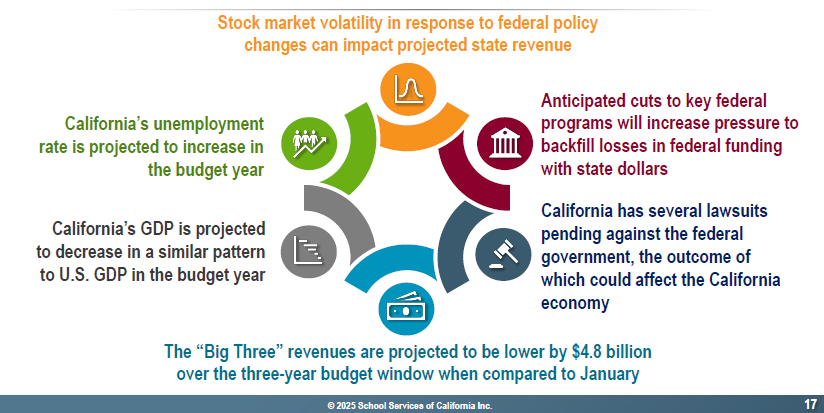 Stock market volatility in response to federal policy
changes can impact projected state revenue
Anticipated cuts to key federal
programs will increase pressure to
backfill losses in federal funding
with state dollars
California has several lawsuits
pending against the federal
government, the outcome of
which could affect the California
economy
The “Big Three” revenues are projected to be lower by $4.8 billion
over the three-year budget window when compared to January
California’s GDP is projected
to decrease in a similar pattern
to U.S. GDP in the budget year
California’s unemployment
rate is projected to increase in
the budget year
© 2025 School Services of California Inc.
17